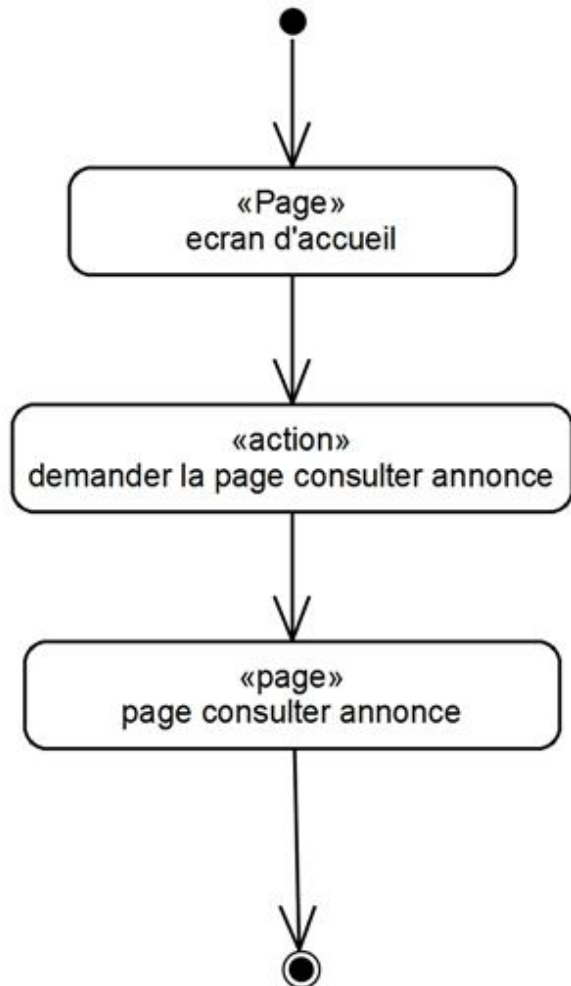 «Page»
ecran d'accueil
«action»
demander la page consulter annonce
«page»
page consulter annonce